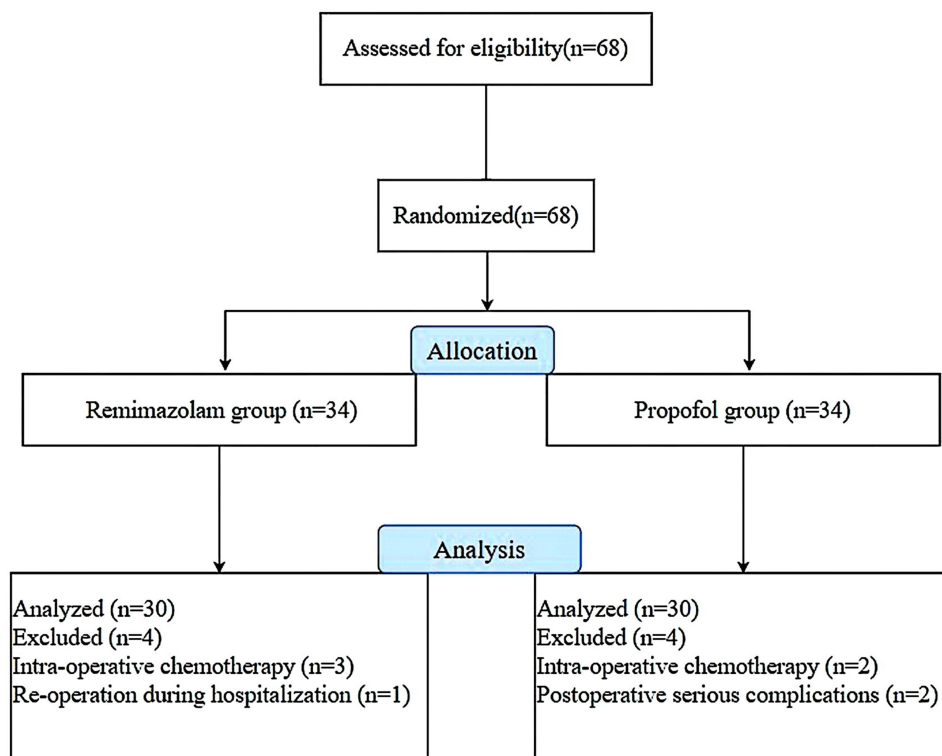 Assessed for eligibility(n=68)
Randomized(n=68)
Allocation
Remimazolam group (n=34)
Propofol group (n=34)
Analysis
Analyzed (n=30)
Excluded (n=4)
Intra-operative chemotherapy (n=3)
Re-operation during hospitalization (n=1)
Analyzed (n=30)
Excluded (n=4)
Intra-operative chemotherapy (n=2)
Postoperative serious complications (n=2)